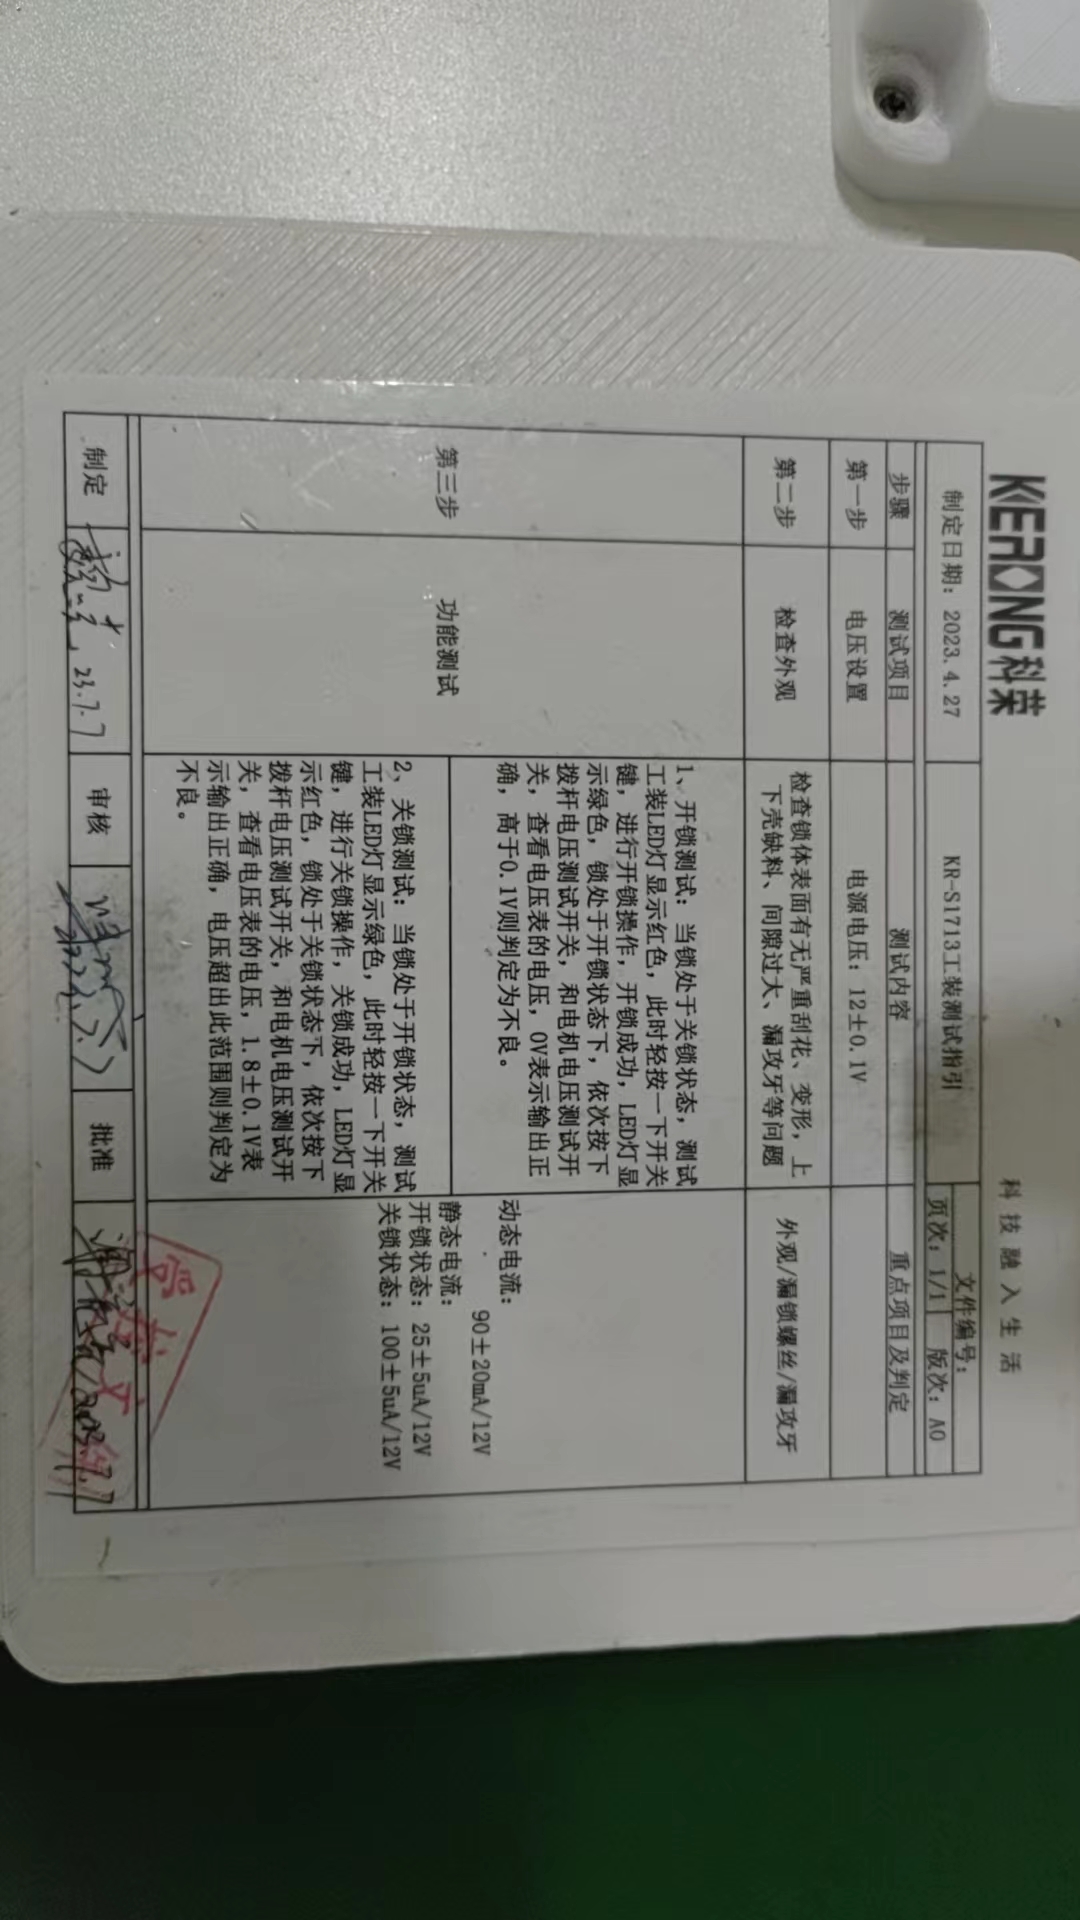 KERONG科荣
科技融入生活
制定日期：2023.4.27
KR-S1713工装测试指引
文件编号：
页次：1/1
版次：A0
步骤
测试项目
测试内容
重点项目及判定
第一步
电压设置
电源电压：12±0.1V
第二步
检查外观
检查锁体表面有无严重刮花、变形，上
下壳缺料、间隙过大、漏攻牙等问题
外观/漏锁螺丝/漏攻牙
第三步
功能测试
1、开锁测试：当锁处于关锁状态，测试
工装LED灯显示红色，此时轻按一下开关
键，进行开锁操作，开锁成功，LED灯显
示绿色，锁处于开锁状态下，依次按下
拨杆电压测试开关，和电机电压测试开
关，查看电压表的电压，0V表示输出正
确，高于0.1V则判定为不良。
2、关锁测试：当锁处于开锁状态，测试
工装LED灯显示绿色，此时轻按一下开关
键，进行关锁操作，关锁成功，LED灯显
示红色，锁处于关锁状态下，依次按下
拨杆电压测试开关，和电机电压测试开
关，查看电压表的电压，1.8±0.1V表
示输出正确，电压超出此范围则判定为
不良。
动态电流：
90±20mA/12V
静态电流：
开锁状态：25±5uA/12V
关锁状态：100±5uA/12V
受控文件
制定
23.7.7
审核
批准
2023.7.7